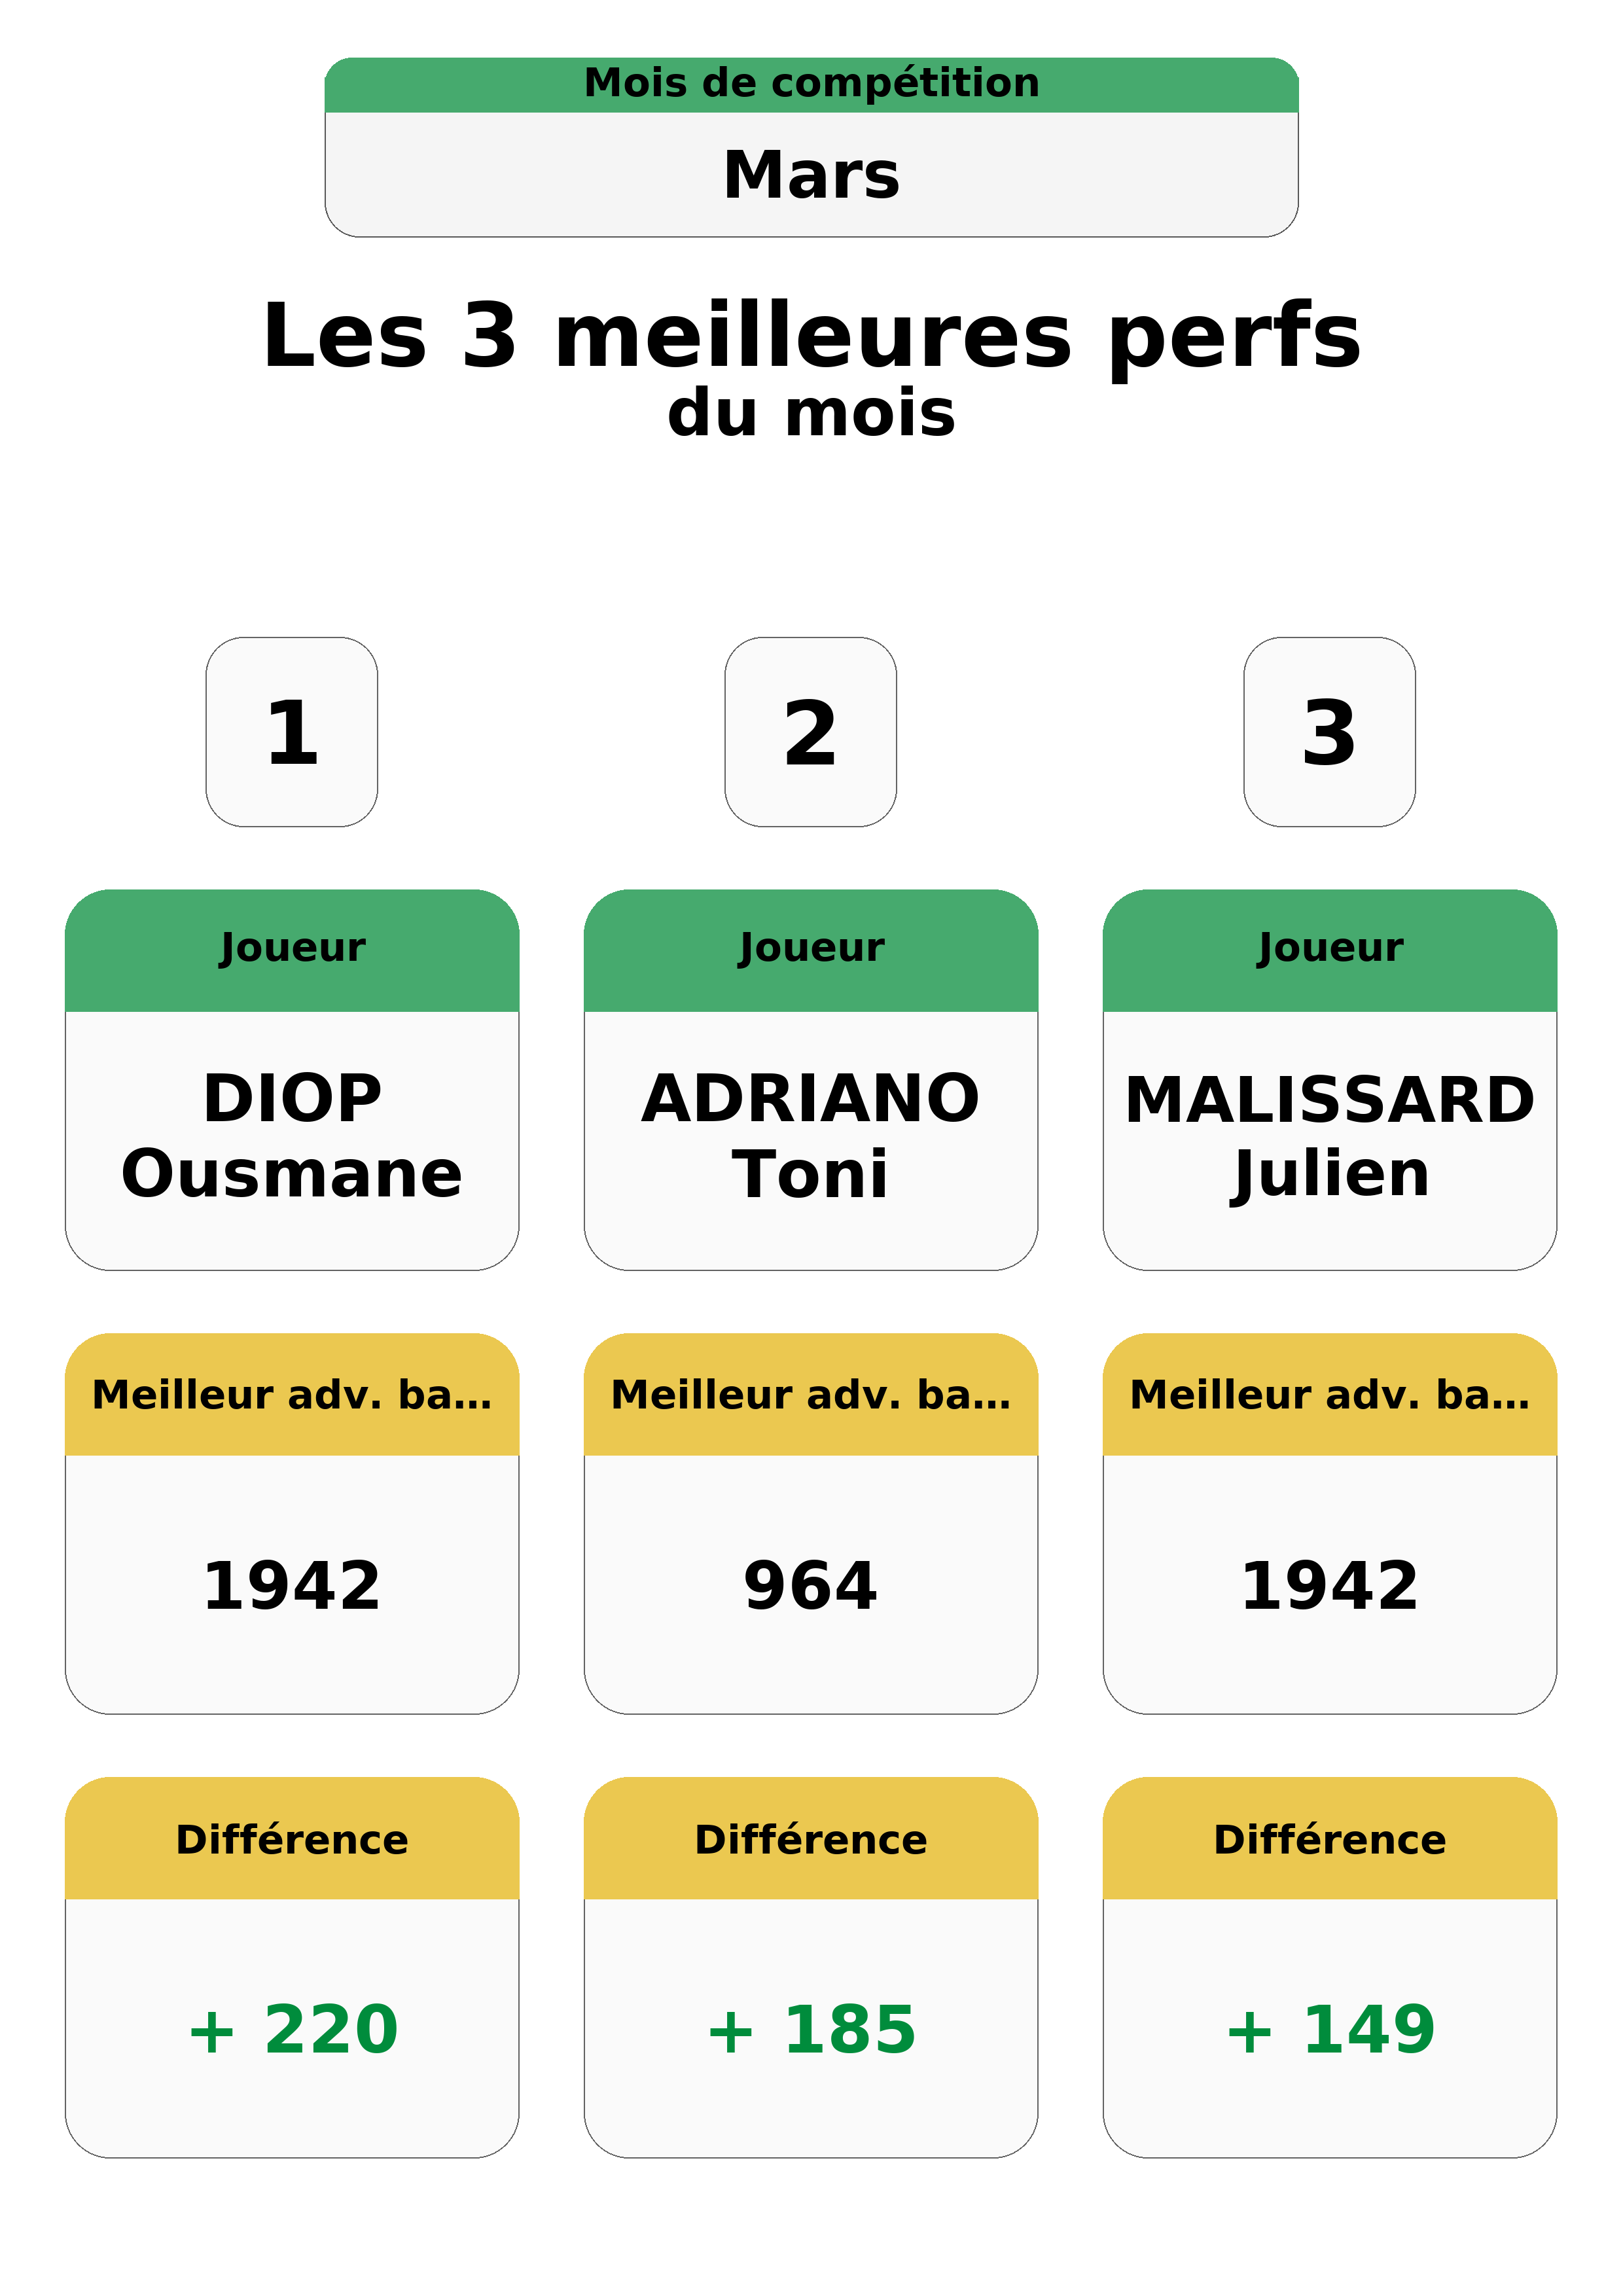 Mois de compétition
Mars
Les 3 meilleures perfs
du mois
1 2 3
Joueur Joueur Joueur
DIOP ADRIANO MALISSARD
Ousmane Toni Julien
Meilleur adv. ba... Meilleur adv. ba... Meilleur adv. ba...
1942 964 1942
Différence Différence Différence
+ 220 + 185 + 149